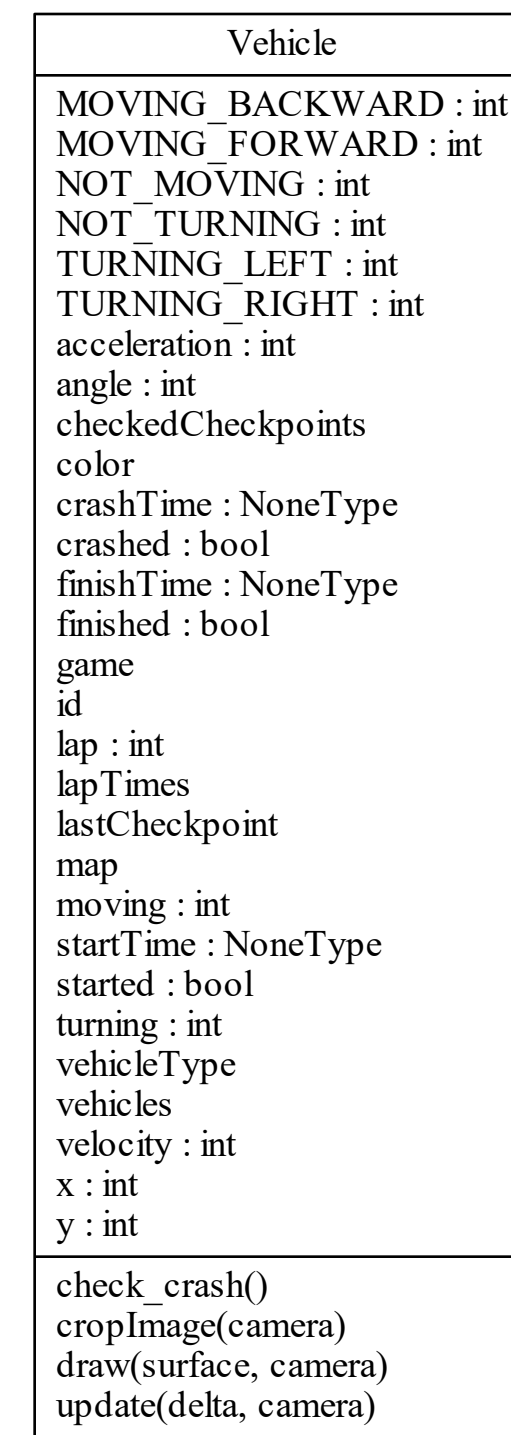 Vehicle
MOVING_BACKWARD : int
MOVING_FORWARD : int
NOT_MOVING : int
NOT_TURNING : int
TURNING_LEFT : int
TURNING_RIGHT : int
acceleration : int
angle : int
checkedCheckpoints
color
crashTime : NoneType
crashed : bool
finishTime : NoneType
finished : bool
game
id
lap : int
lapTimes
lastCheckpoint
map
moving : int
startTime : NoneType
started : bool
turning : int
vehicleType
vehicles
velocity : int
x : int
y : int
check_crash()
cropImage(camera)
draw(surface, camera)
update(delta, camera)